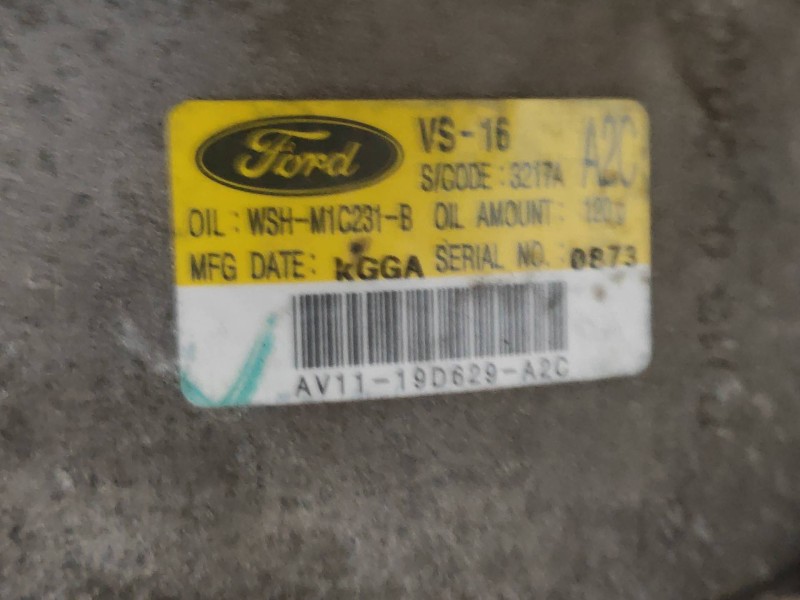 Ford VS-16 A2C
S/CODE: 3217A
OIL: WSH-M1C231-B OIL AMOUNT:
MFG DATE: KGGA SERIAL NO.: 0873
AV11-19D629-A2C